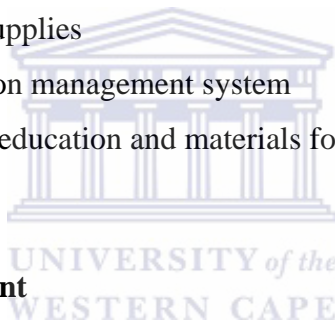 upplies
on management system
education and materials fo
UNIVERSITY of the
nt
WESTERN CAPE